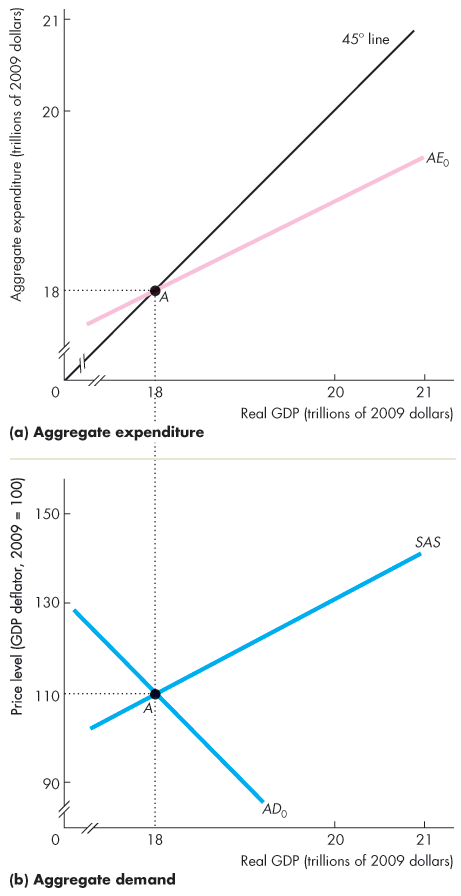 Aggregate expenditure (trillions of 2009 dollars)
21
45° line
20
AE₀
18
A
0
18
20
21
Real GDP (trillions of 2009 dollars)
(a) Aggregate expenditure
Price level (GDP deflator, 2009 = 100)
150
SAS
130
110
A
90
AD₀
0
18
20
21
Real GDP (trillions of 2009 dollars)
(b) Aggregate demand